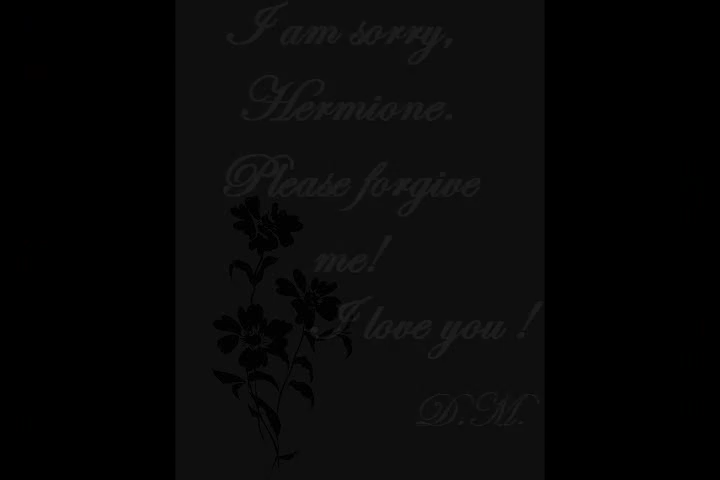 I am sorry,
Hermione.
Please forgive
me!
I love you !
D.M.